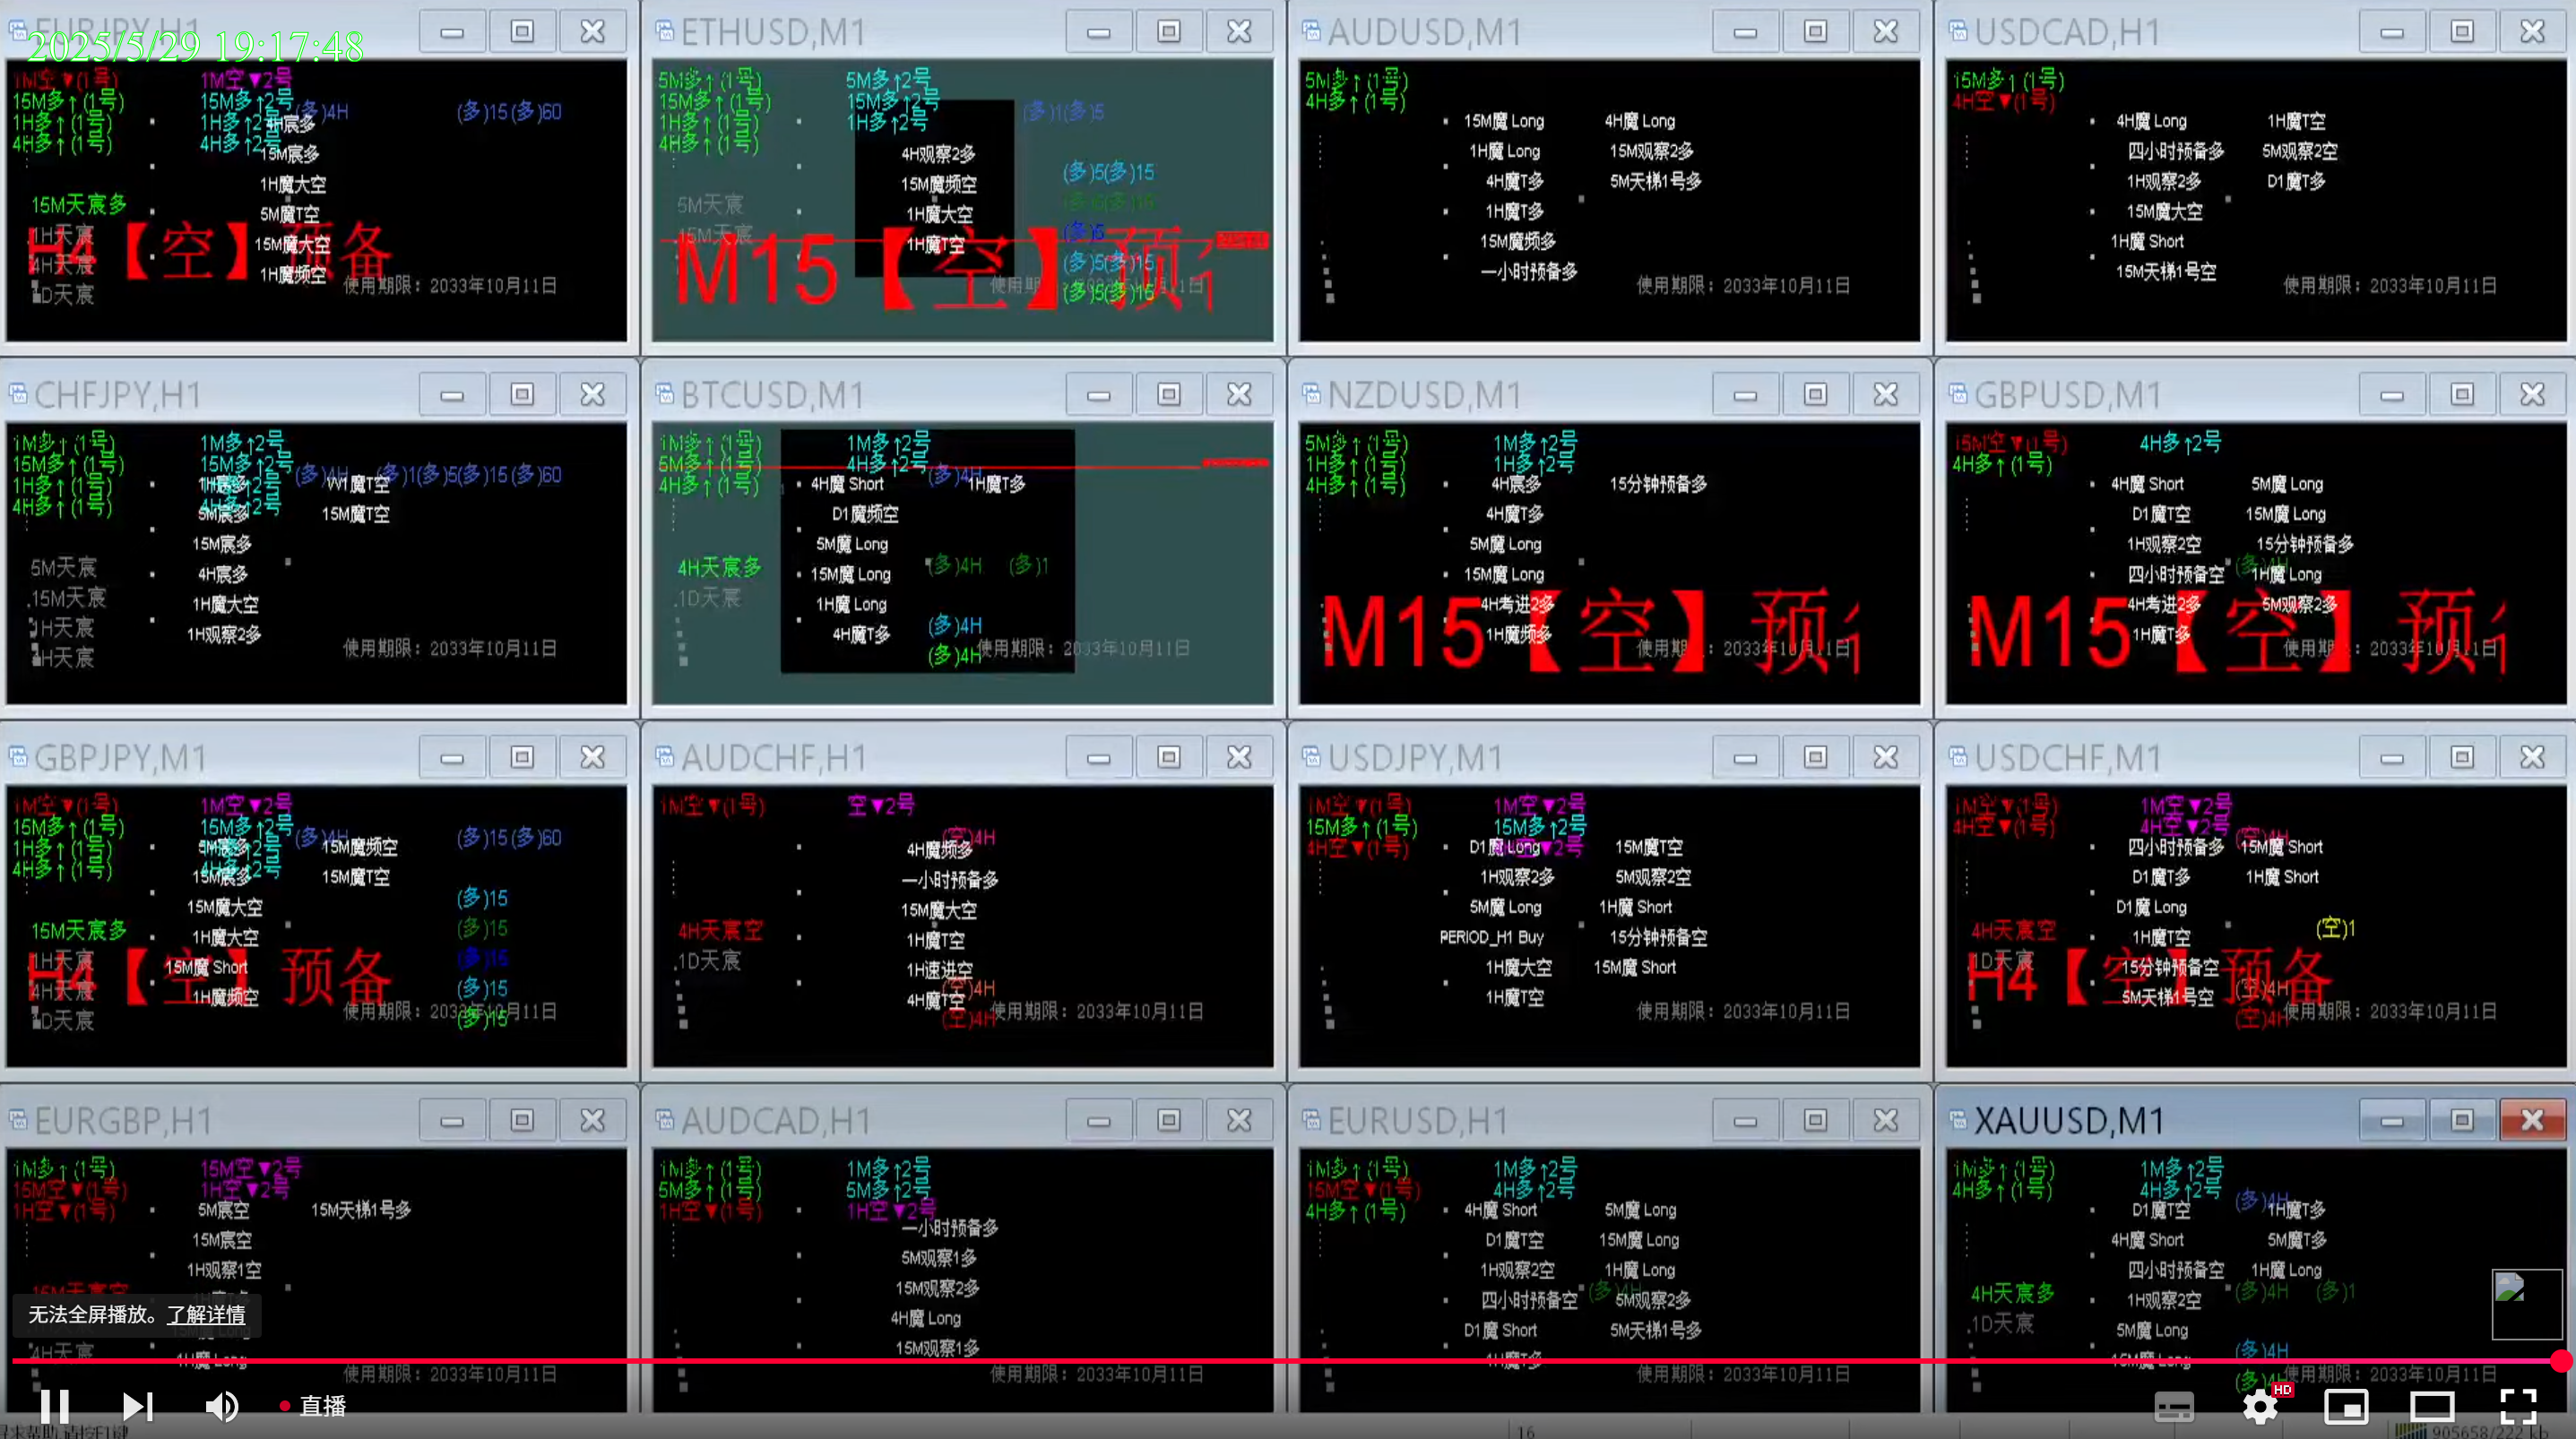 EURJPY,H1
2025/5/29 19:17:48
1M空▼(1号) 1M空▼2号
15M多↑(1号) 15M多↑2号
1H多↑(1号) 1H多↑2号 (多)4H (多)15(多)60
4H多↑(1号) 4H多↑2号
4H宸多
15M宸多
1H魔大空
15M天宸多 5M魔T空
1H天宸 15M魔大空
4H天宸 1H魔频空
H4【空】预备
1D天宸
使用期限：2033年10月11日
ETHUSD,M1
5M多↑(1号) 5M多↑2号
15M多↑(1号) 15M多↑2号
1H多↑(1号) 1H多↑2号 (多)1(多)5
4H多↑(1号)
4H观察2多
15M魔频空 (多)5(多)15
5M天宸 1H魔大空 (多)5
15M天宸 1H魔T空 (多)5(多)15
M15【空】预
(多)5(多)15
AUDUSD,M1
5M多↑(1号)
4H多↑(1号)
15M魔 Long 4H魔 Long
1H魔 Long 15M观察2多
4H魔T多 5M天梯1号多
1H魔T多
15M魔频多
一小时预备多
使用期限：2033年10月11日
USDCAD,H1
15M多↑(1号)
4H空▼(1号)
4H魔 Long 1H魔T空
四小时预备多 5M观察2空
1H观察2多 D1魔T多
15M魔大空
1H魔 Short
15M天梯1号空
使用期限：2033年10月11日
CHFJPY,H1
1M多↑(1号) 1M多↑2号
15M多↑(1号) 15M多↑2号
1H多↑(1号) 1H多↑2号 (多)4H (多)1(多)5(多)15(多)60
4H多↑(1号) 4H多↑2号
1H宸多 W1魔T空
5M宸多 15M魔T空
15M宸多
5M天宸 4H宸多
15M天宸 1H魔大空
1H天宸 1H观察2多
4H天宸
使用期限：2033年10月11日
BTCUSD,M1
1M多↑(1号) 1M多↑2号
5M多↑(1号) 4H多↑2号
4H多↑(1号) (多)4H
4H魔 Short 1H魔T多
D1魔频空
5M魔 Long
4H天宸多 15M魔 Long (多)4H (多)1
1D天宸 1H魔 Long
4H魔T多 (多)4H
(多)4H
使用期限：2033年10月11日
NZDUSD,M1
5M多↑(1号) 1M多↑2号
1H多↑(1号) 1H多↑2号
4H多↑(1号)
4H宸多 15分钟预备多
4H魔T多
5M魔 Long
15M魔 Long
4H考进2多
1H魔频多
M15【空】预
GBPUSD,M1
15M空▼(1号) 4H多↑2号
4H多↑(1号)
4H魔 Short 5M魔 Long
D1魔T空 15M魔 Long
1H观察2空 15分钟预备多
四小时预备空 1H魔 Long
4H考进2多 5M观察2多
1H魔T多
M15【空】预
GBPJPY,M1
1M空▼(1号) 1M空▼2号
15M多↑(1号) 15M多↑2号
1H多↑(1号) 1H多↑2号 (多)4H (多)15(多)60
4H多↑(1号) 4H多↑2号
5M宸多 15M魔频空
15M宸多 15M魔T空
15M魔大空 (多)15
15M天宸多 1H魔大空 (多)15
1H天宸 15M魔 Short (多)15
4H天宸 1H魔频空 (多)15
H4【空】预备
1D天宸 (多)15
使用期限：2033年10月11日
AUDCHF,H1
1M空▼(1号) 空▼2号
(空)4H
4H魔频多
一小时预备多
15M魔大空
4H天宸空 1H魔T空
1D天宸 1H速进空
4H魔T空 (空)4H
(空)4H
使用期限：2033年10月11日
USDJPY,M1
1M空▼(1号) 1M空▼2号
15M多↑(1号) 15M多↑2号
4H空▼(1号) 4H空▼2号
D1魔 Long 15M魔T空
1H观察2多 5M观察2空
5M魔 Long 1H魔 Short
PERIOD_H1 Buy 15分钟预备空
1H魔大空 15M魔 Short
1H魔T空
使用期限：2033年10月11日
USDCHF,M1
1M空▼(1号) 1M空▼2号
4H空▼(1号) 4H空▼2号
(空)4H
四小时预备多 15M魔 Short
D1魔T多 1H魔 Short
D1魔 Long
4H天宸空 1H魔T空 (空)1
1D天宸 15分钟预备空
5M天梯1号空 (空)4H
H4【空】预备
(空)4H
使用期限：2033年10月11日
EURGBP,H1
1M多↑(1号) 15M空▼2号
15M空▼(1号) 1H空▼2号
1H空▼(1号)
5M宸空 15M天梯1号多
15M宸空
1H观察1空
15M天宸空
无法全屏播放。了解详情
4H天宸
使用期限：2033年10月11日
AUDCAD,H1
1M多↑(1号) 1M多↑2号
5M多↑(1号) 5M多↑2号
1H空▼(1号) 1H空▼2号
一小时预备多
5M观察1多
15M观察2多
4H魔 Long
15M观察1多
使用期限：2033年10月11日
EURUSD,H1
1M多↑(1号) 1M多↑2号
15M空▼(1号) 4H多↑2号
4H多↑(1号)
4H魔 Short 5M魔 Long
D1魔T空 15M魔 Long
1H观察2空 1H魔 Long
四小时预备空 5M观察2多
D1魔 Short 5M天梯1号多
1H魔T多
使用期限：2033年10月11日
XAUUSD,M1
1M多↑(1号) 1M多↑2号
4H多↑(1号) 4H多↑2号
(多)4H
D1魔T空 1H魔T多
4H魔 Short 5M魔T多
四小时预备空 1H魔 Long
4H天宸多 1H观察2空 (多)4H (多)1
1D天宸 5M魔 Long
15M魔 Long (多)4H
使用期限：2033年10月11日
直播
HD
16
905658/222 kb